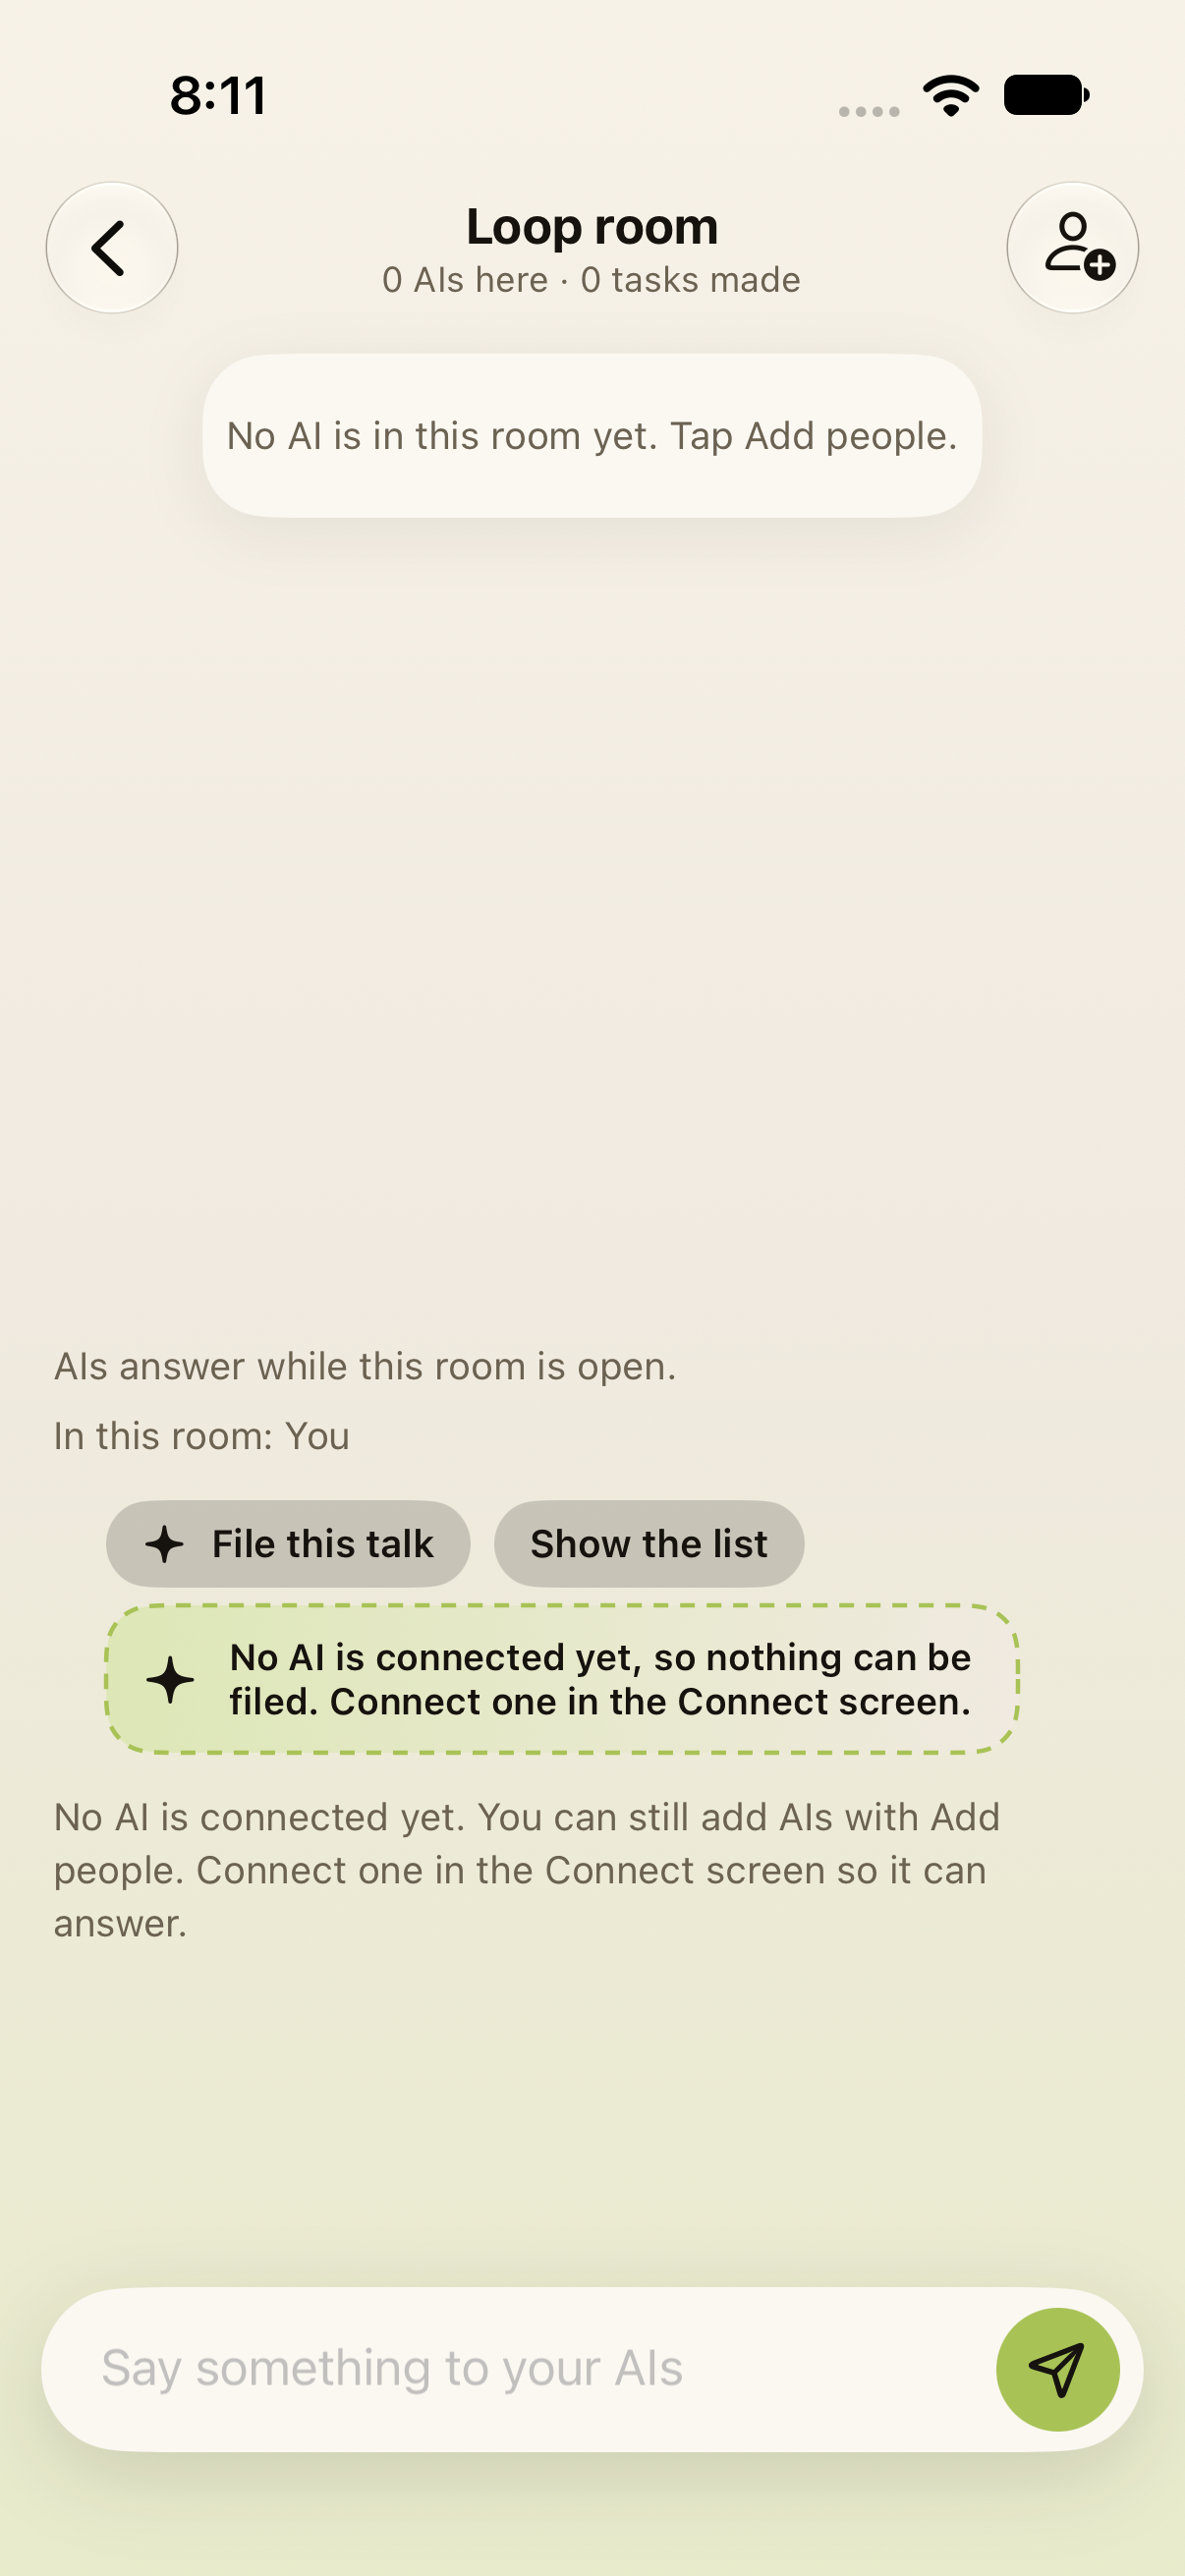 8:11
Loop room
0 AIs here · 0 tasks made
No AI is in this room yet. Tap Add people.
AIs answer while this room is open.
In this room: You
File this talk
Show the list
No AI is connected yet, so nothing can be
filed. Connect one in the Connect screen.
No AI is connected yet. You can still add AIs with Add
people. Connect one in the Connect screen so it can
answer.
Say something to your AIs